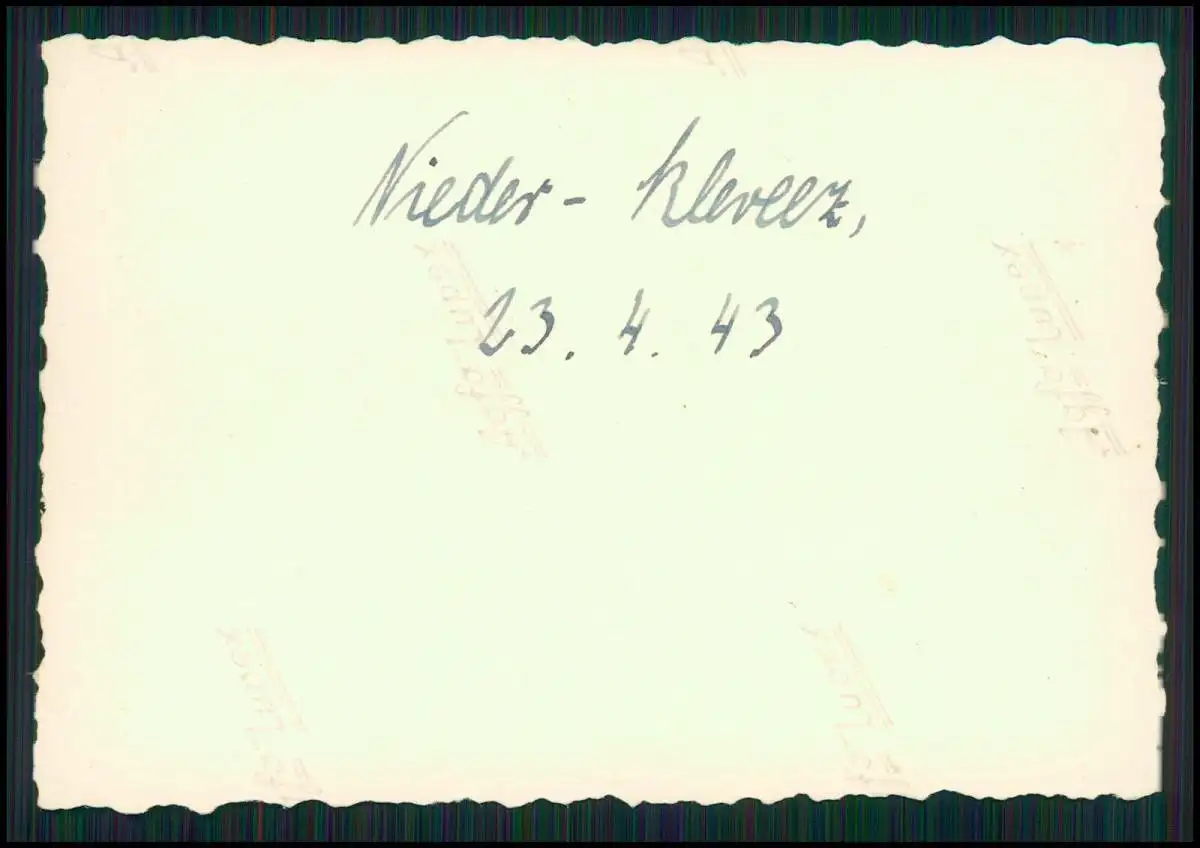 Nieder - Kleveez,
23. 4. 43